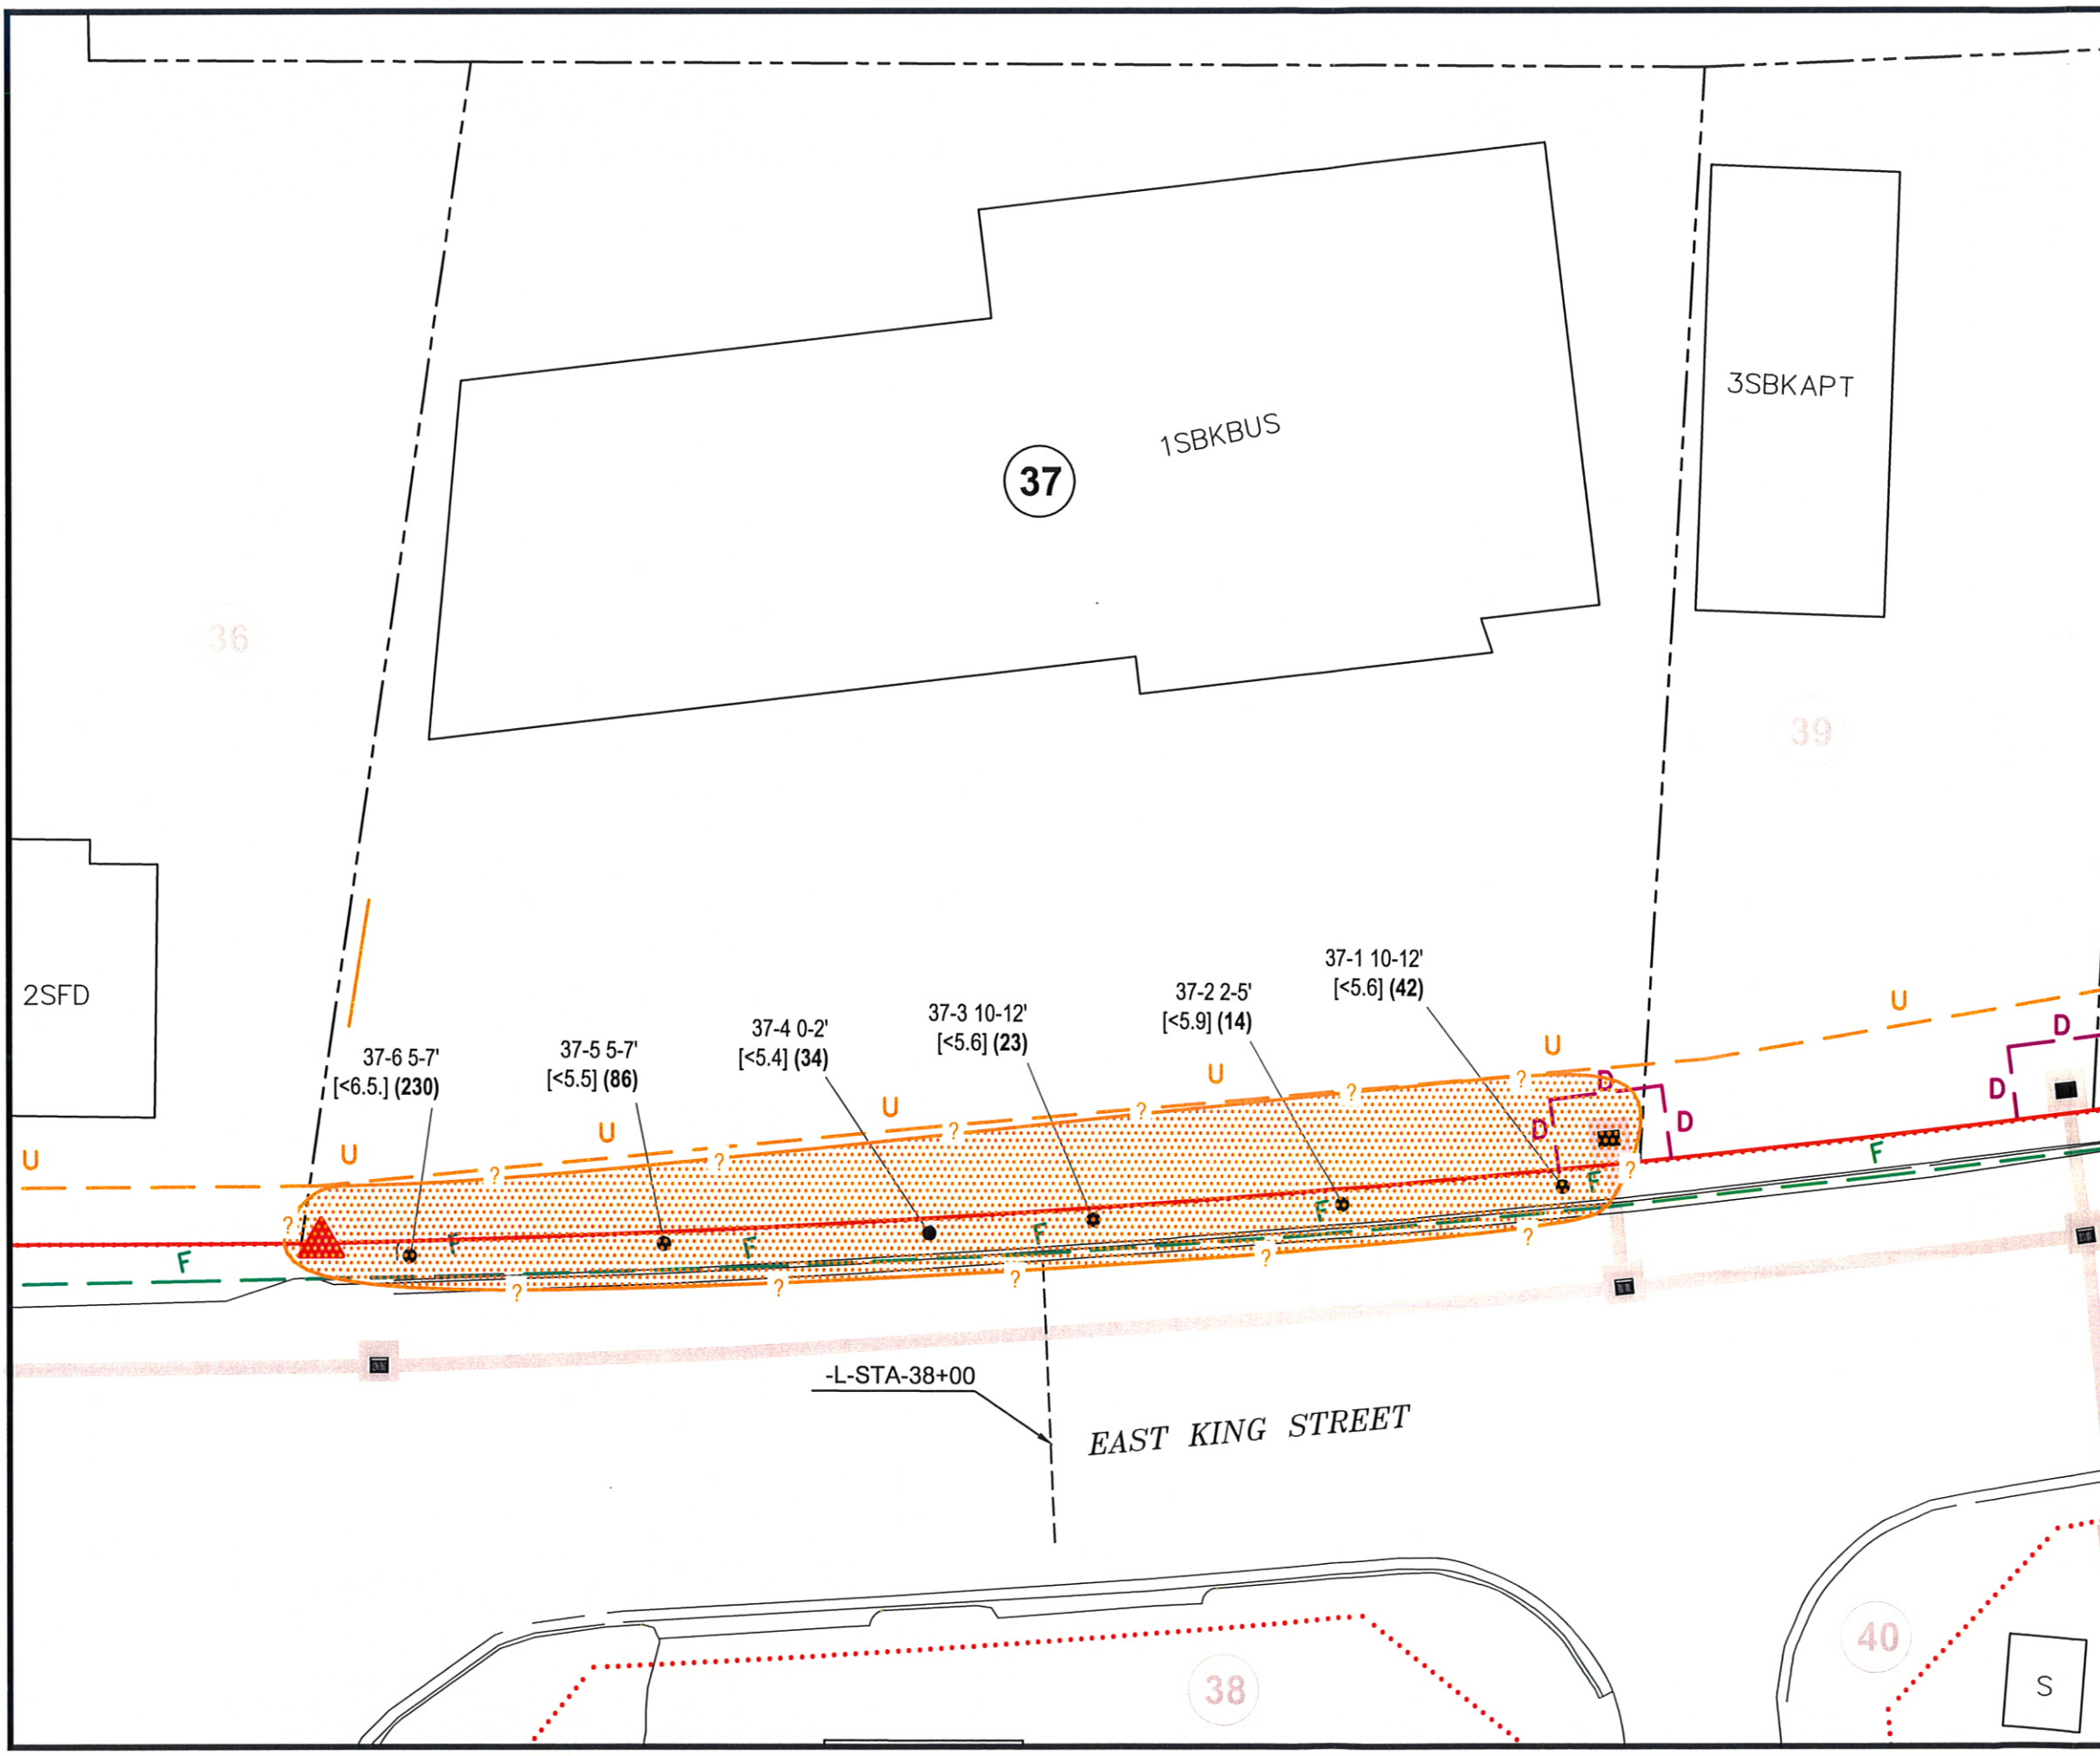 1SBKBUS
3SBKAPT
37
36
39
2SFD
37-1 10-12'
[<5.6] (42)
37-2 2-5'
[<5.9] (14)
37-3 10-12'
[<5.6] (23)
37-4 0-2'
[<5.4] (34)
37-5 5-7'
[<5.5] (86)
37-6 5-7'
[<6.5.] (230)
U
U
U
U
U
U
U
D
D
D
D
D
D
?
?
?
?
?
?
?
?
?
?
?
?
?
F
F
F
F
F
F
F
-L-STA-38+00
EAST KING STREET
38
40
S